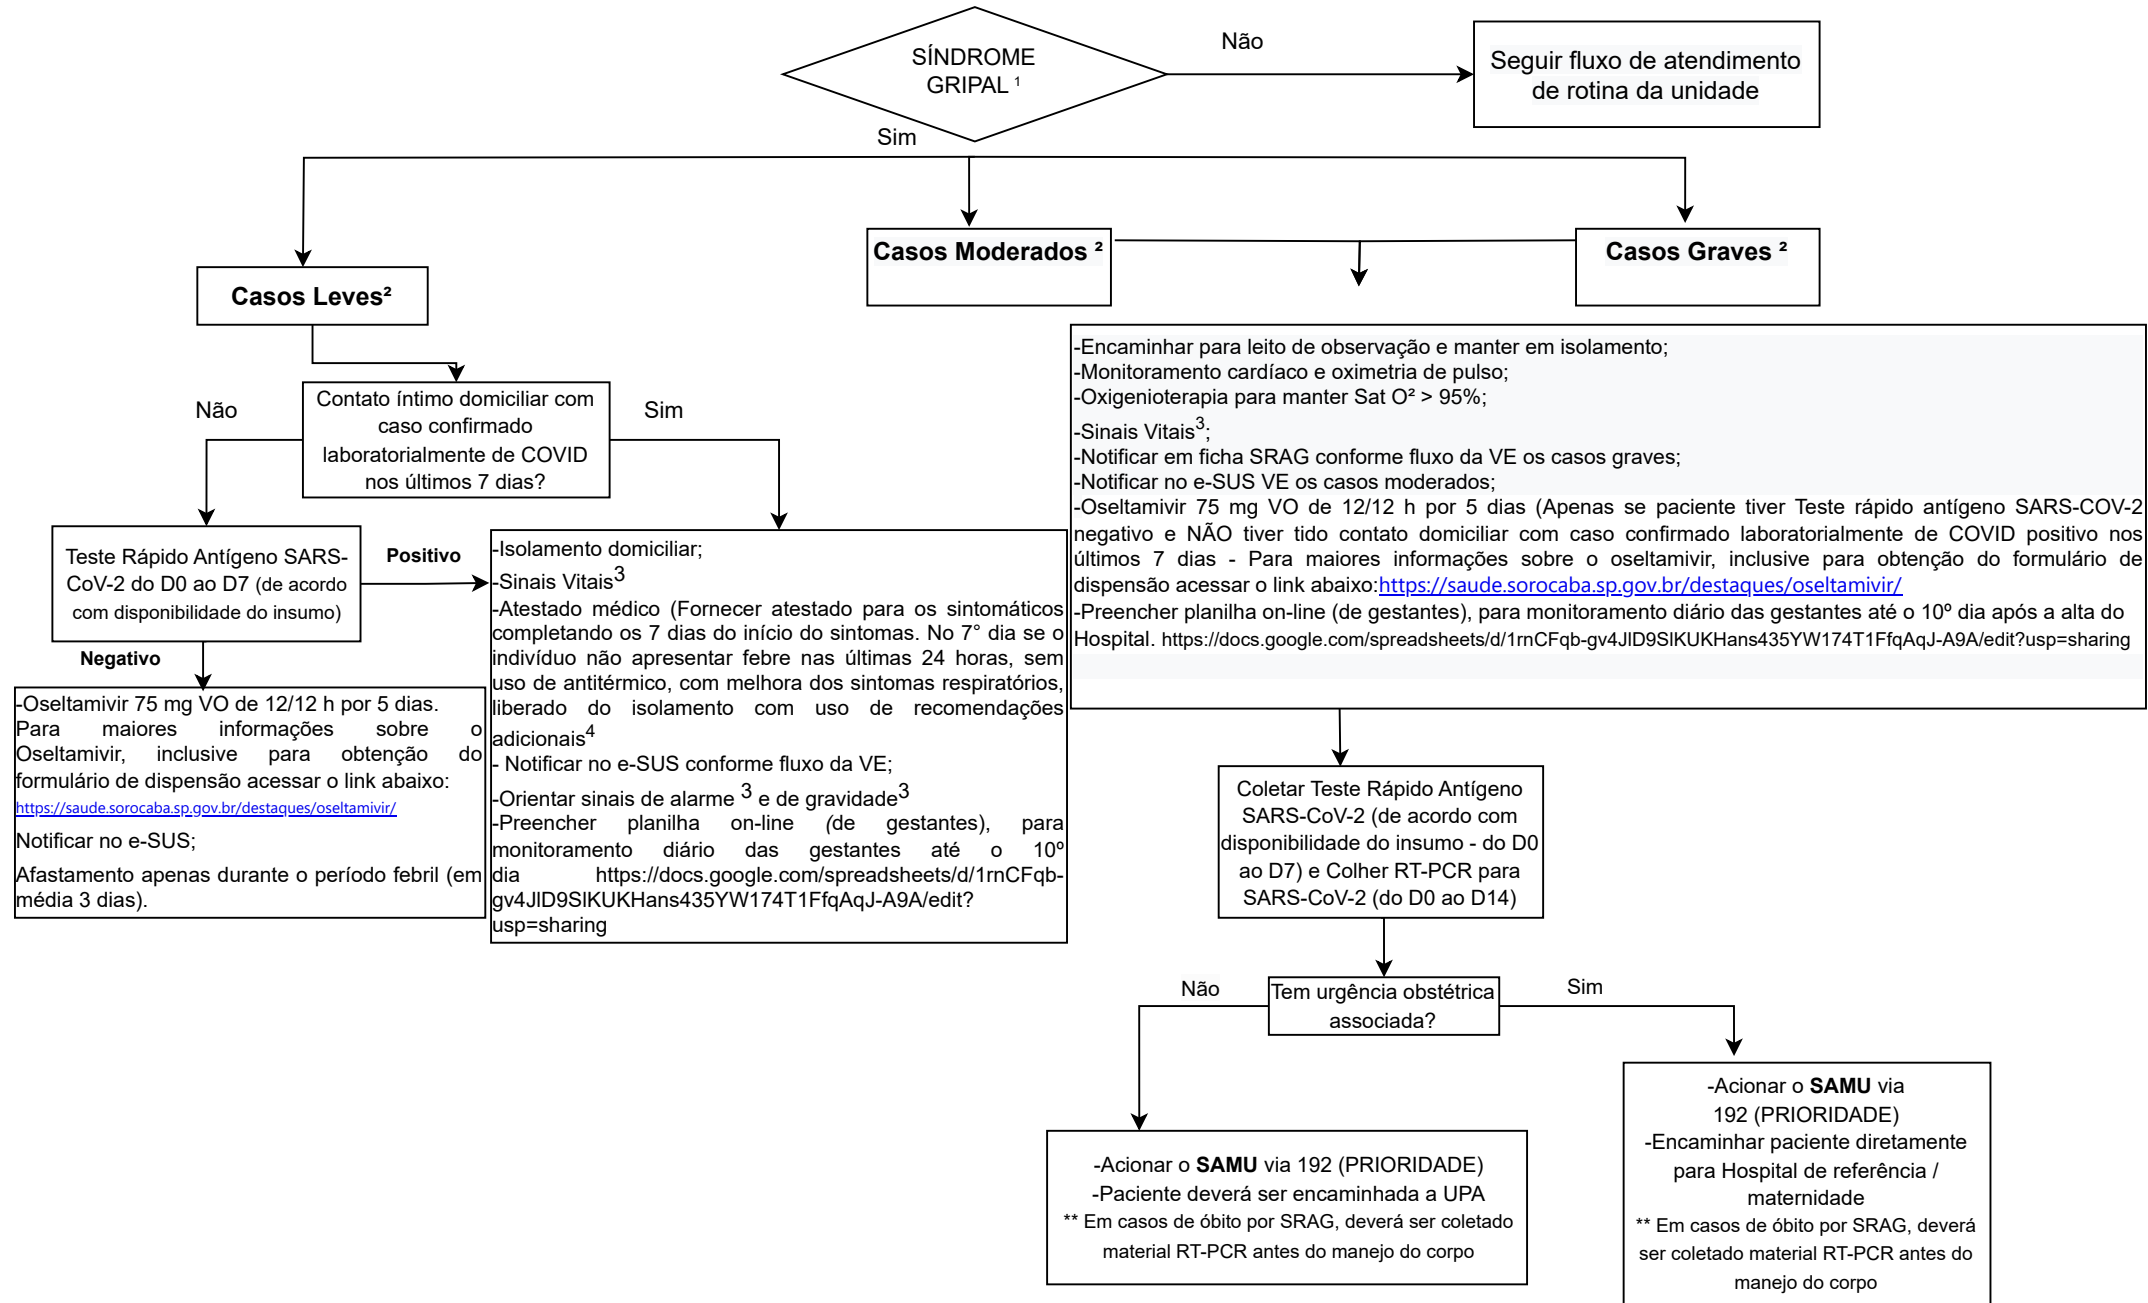 SÍNDROME
GRIPAL ¹
Não
Seguir fluxo de atendimento
de rotina da unidade
Sim
Casos Leves²
Casos Moderados ²
Casos Graves ²
Contato íntimo domiciliar com
caso confirmado
laboratorialmente de COVID
nos últimos 7 dias?
Não
Sim
Teste Rápido Antígeno SARS-
CoV-2 do D0 ao D7 (de acordo
com disponibilidade do insumo)
Positivo
Negativo
-Oseltamivir 75 mg VO de 12/12 h por 5 dias.
Para maiores informações sobre o
Oseltamivir, inclusive para obtenção do
formulário de dispensão acessar o link abaixo:
https://saude.sorocaba.sp.gov.br/destaques/oseltamivir/
Notificar no e-SUS;
Afastamento apenas durante o período febril (em
média 3 dias).
-Isolamento domiciliar;
-Sinais Vitais³
-Atestado médico (Fornecer atestado para os sintomáticos
completando os 7 dias do início do sintomas. No 7° dia se o
indivíduo não apresentar febre nas últimas 24 horas, sem
uso de antitérmico, com melhora dos sintomas respiratórios,
liberado do isolamento com uso de recomendações
adicionais⁴
- Notificar no e-SUS conforme fluxo da VE;
-Orientar sinais de alarme ³ e de gravidade³
-Preencher planilha on-line (de gestantes), para
monitoramento diário das gestantes até o 10º
dia https://docs.google.com/spreadsheets/d/1rnCFqb-
gv4JlD9SlKUKHans435YW174T1FfqAqJ-A9A/edit?
usp=sharing
-Encaminhar para leito de observação e manter em isolamento;
-Monitoramento cardíaco e oximetria de pulso;
-Oxigenioterapia para manter Sat O² > 95%;
-Sinais Vitais³;
-Notificar em ficha SRAG conforme fluxo da VE os casos graves;
-Notificar no e-SUS VE os casos moderados;
-Oseltamivir 75 mg VO de 12/12 h por 5 dias (Apenas se paciente tiver Teste rápido antígeno SARS-COV-2
negativo e NÃO tiver tido contato domiciliar com caso confirmado laboratorialmente de COVID positivo nos
últimos 7 dias - Para maiores informações sobre o oseltamivir, inclusive para obtenção do formulário de
dispensão acessar o link abaixo:https://saude.sorocaba.sp.gov.br/destaques/oseltamivir/
-Preencher planilha on-line (de gestantes), para monitoramento diário das gestantes até o 10º dia após a alta do
Hospital. https://docs.google.com/spreadsheets/d/1rnCFqb-gv4JlD9SlKUKHans435YW174T1FfqAqJ-A9A/edit?usp=sharing
Coletar Teste Rápido Antígeno
SARS-CoV-2 (de acordo com
disponibilidade do insumo - do D0
ao D7) e Colher RT-PCR para
SARS-CoV-2 (do D0 ao D14)
Tem urgência obstétrica
associada?
Não
Sim
-Acionar o SAMU via 192 (PRIORIDADE)
-Paciente deverá ser encaminhada a UPA
** Em casos de óbito por SRAG, deverá ser coletado
material RT-PCR antes do manejo do corpo
-Acionar o SAMU via
192 (PRIORIDADE)
-Encaminhar paciente diretamente
para Hospital de referência /
maternidade
** Em casos de óbito por SRAG, deverá
ser coletado material RT-PCR antes do
manejo do corpo